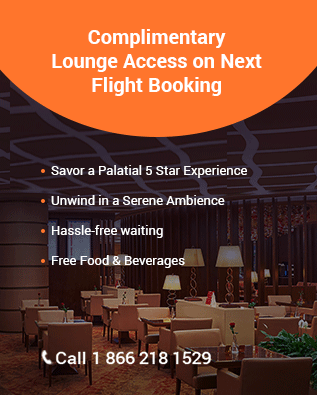 Complimentary
Lounge Access on Next
Flight Booking
• Savor a Palatial 5 Star Experience
• Unwind in a Serene Ambience
• Hassle-free waiting
• Free Food & Beverages
Call 1 866 218 1529